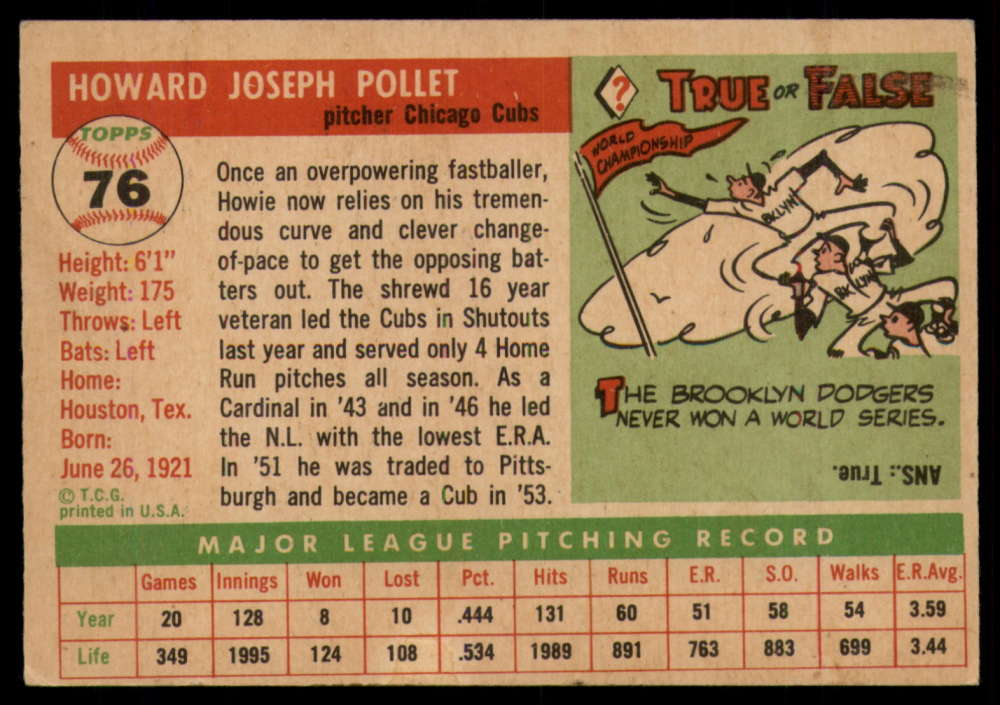 HOWARD JOSEPH POLLET
pitcher Chicago Cubs
TOPPS
76
Height: 6'1"
Weight: 175
Throws: Left
Bats: Left
Home:
Houston, Tex.
Born:
June 26, 1921
© T.C.G.
printed in U.S.A.
Once an overpowering fastballer,
Howie now relies on his tremen-
dous curve and clever change-
of-pace to get the opposing bat-
ters out. The shrewd 16 year
veteran led the Cubs in Shutouts
last year and served only 4 Home
Run pitches all season. As a
Cardinal in '43 and in '46 he led
the N.L. with the lowest E.R.A.
In '51 he was traded to Pitts-
burgh and became a Cub in '53.
? TRUE OR FALSE
WORLD
CHAMPIONSHIP
BKLYN
BKLYN
THE BROOKLYN DODGERS
NEVER WON A WORLD SERIES.
ANS.: True.
MAJOR LEAGUE PITCHING RECORD
Games Innings Won Lost Pct. Hits Runs E.R. S.O. Walks E.R.Avg.
Year 20 128 8 10 .444 131 60 51 58 54 3.59
Life 349 1995 124 108 .534 1989 891 763 883 699 3.44